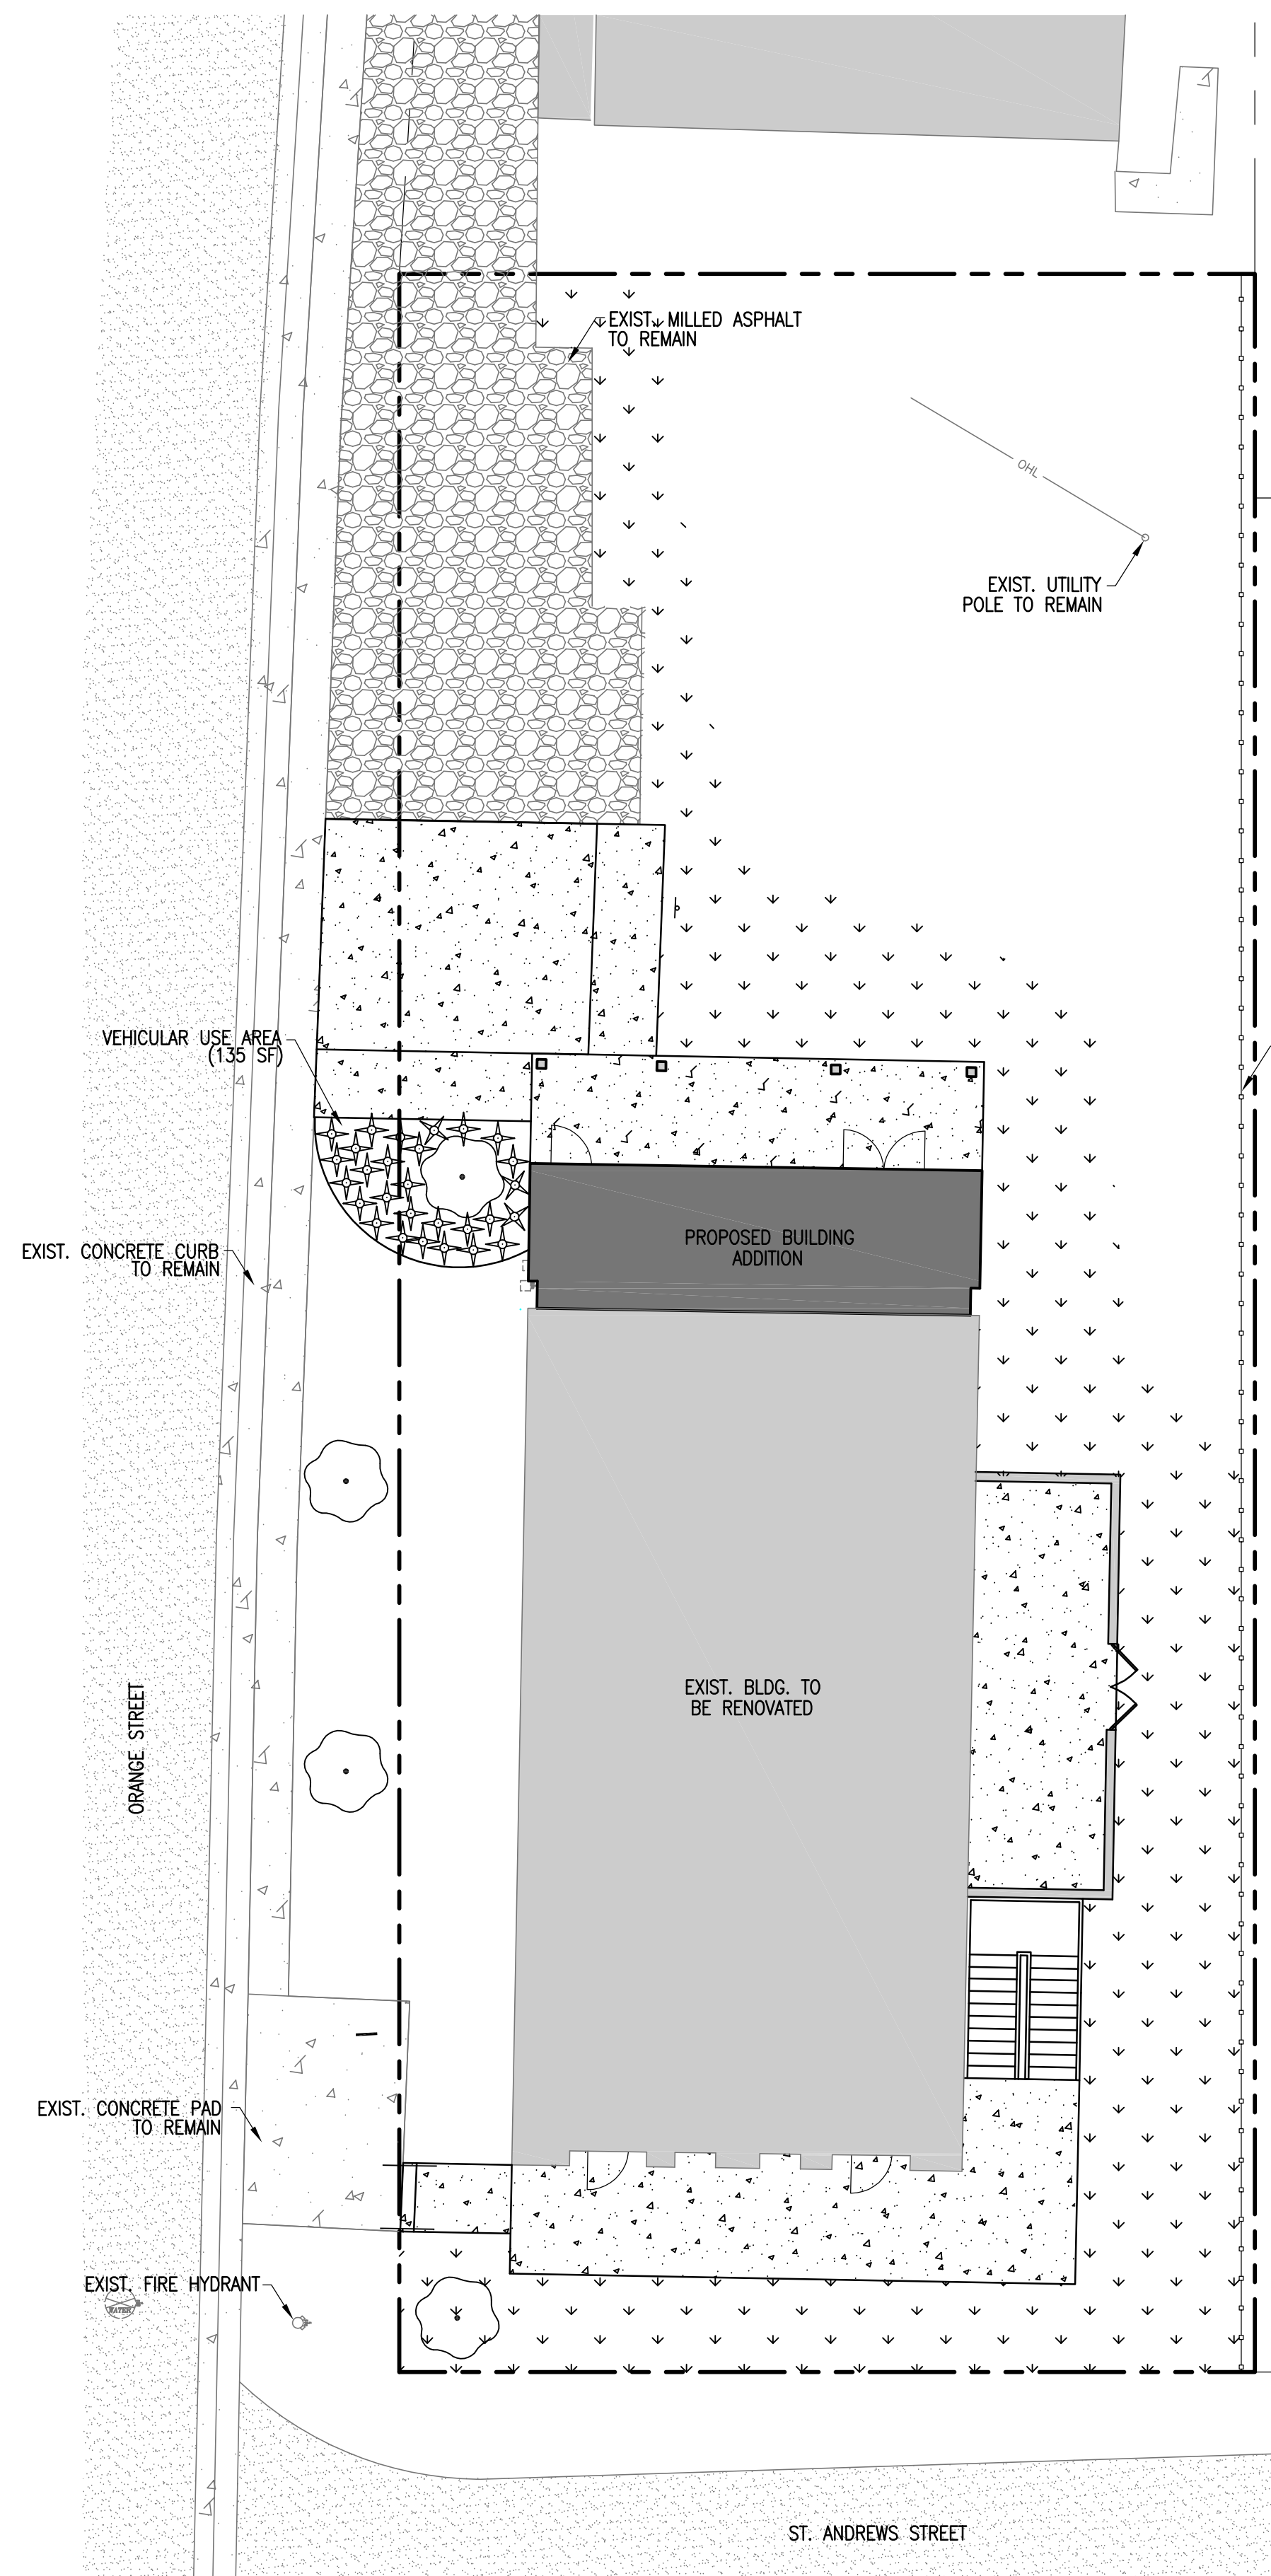 EXIST. MILLED ASPHALT
TO REMAIN
OHL
EXIST. UTILITY
POLE TO REMAIN
VEHICULAR USE AREA
(135 SF)
PROPOSED BUILDING
ADDITION
EXIST. CONCRETE CURB
TO REMAIN
EXIST. BLDG. TO
BE RENOVATED
ORANGE STREET
EXIST. CONCRETE PAD
TO REMAIN
EXIST. FIRE HYDRANT
WATER
ST. ANDREWS STREET